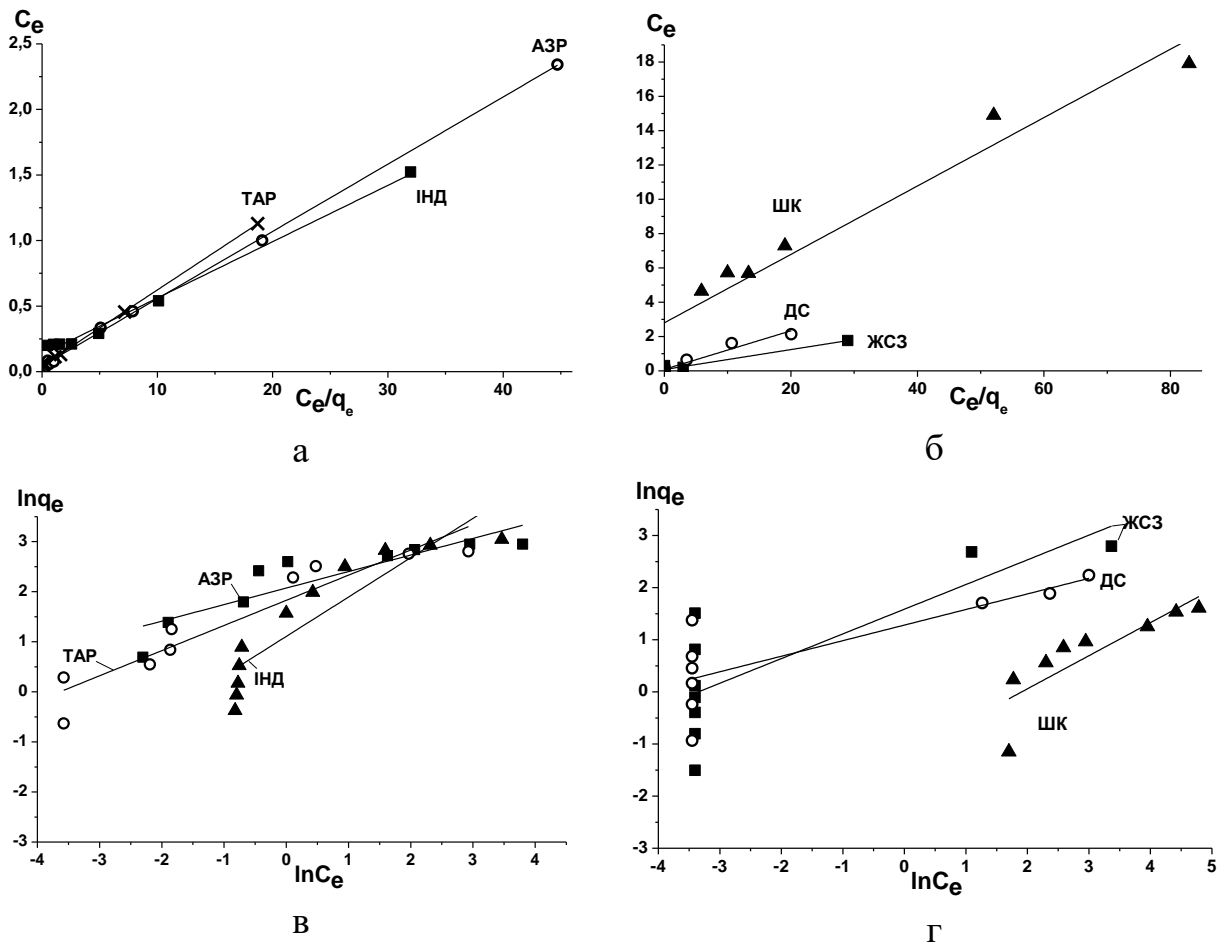 Ce
2,5
2,0
1,5
1,0
0,5
0,0
АЗР
ТАР
ІНД
0 10 20 30 40
Ce/qe
а
Ce
18
16
14
12
10
8
6
4
2
0
ШК
ДС
ЖСЗ
0 20 40 60 80
Ce/qe
б
lnqe
3
2
1
0
-1
-2
-3
АЗР
ТАР
ІНД
-4 -3 -2 -1 0 1 2 3 4
lnCe
в
lnqe
3
2
1
0
-1
-2
-3
ЖСЗ
ДС
ШК
-4 -3 -2 -1 0 1 2 3 4 5
lnCe
г